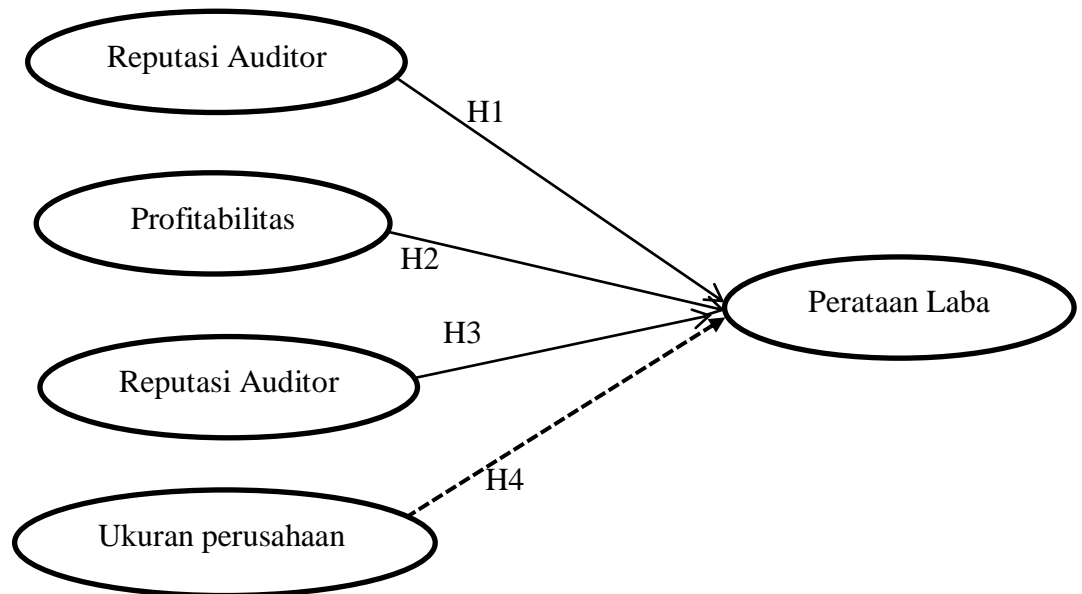 Reputasi Auditor
H1
Profitabilitas
H2
Perataan Laba
H3
Reputasi Auditor
H4
Ukuran perusahaan